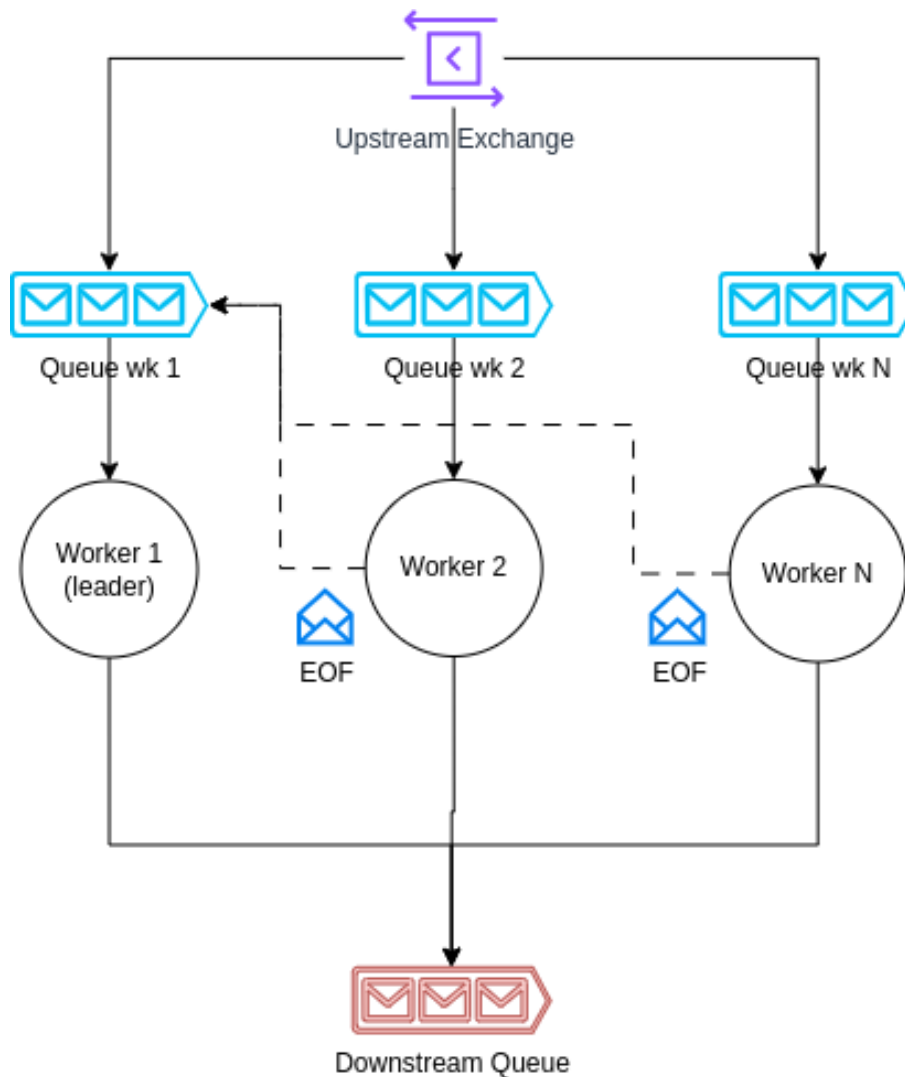 Upstream Exchange
Queue wk 1
Queue wk 2
Queue wk N
Worker 1
(leader)
Worker 2
Worker N
EOF
EOF
Downstream Queue